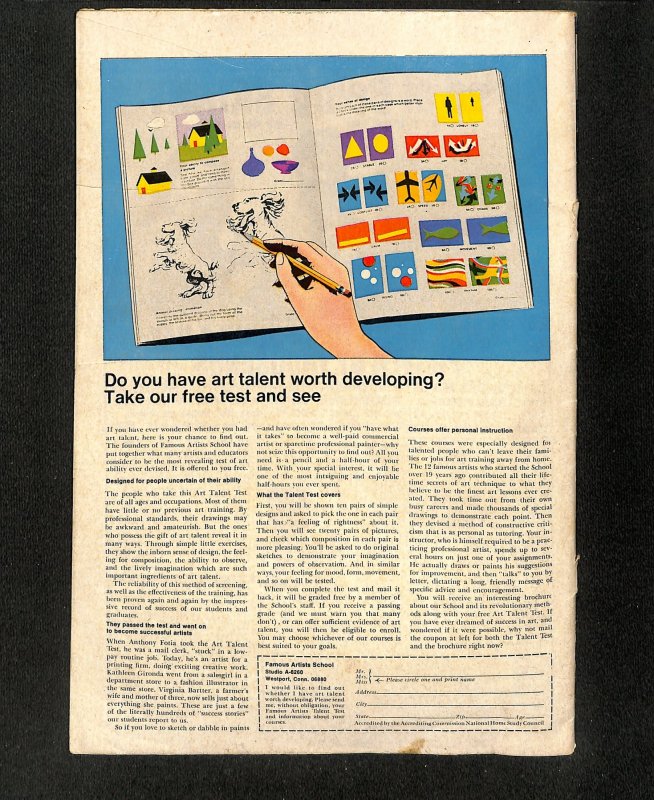 Your sense of design
LONELY
STABLE
CONFLICT
SPEED
CALM
MOVEMENT
Your ability to compose
a picture
Do you have art talent worth developing?
Take our free test and see
If you have ever wondered whether you had
art talent, here is your chance to find out.
The founders of Famous Artists School have
put together what many artists and educators
consider to be the most revealing test of art
ability ever devised. It is offered to you free.
Designed for people uncertain of their ability
The people who take this Art Talent Test
are of all ages and occupations. Most of them
have little or no previous art training. By
professional standards, their drawings may
be awkward and amateurish. But the ones
who possess the gift of art talent reveal it in
many ways. Through simple little exercises,
they show the inborn sense of design, the feel-
ing for composition, the ability to observe,
and the lively imagination which are such
important ingredients of art talent.
The reliability of this method of screening,
as well as the effectiveness of the training, has
been proven again and again by the impres-
sive record of success of our students and
graduates.
They passed the test and went on
to become successful artists
When Anthony Fotia took the Art Talent
Test, he was a mail clerk, "stuck" in a low-
pay routine job. Today, he's an artist for a
printing firm, doing exciting creative work.
Kathleen Gironda went from a salesgirl in a
department store to a fashion illustrator in
the same store. Virginia Bartter, a farmer's
wife and mother of three, now sells just about
everything she paints. These are just a few
of the literally hundreds of "success stories"
our students report to us.
So if you love to sketch or dabble in paints
—and have often wondered if you "have what
it takes" to become a well-paid commercial
artist or sparetime professional painter—why
not seize this opportunity to find out? All you
need is a pencil and a half-hour of your
time. With your special interest, it will be
one of the most intriguing and enjoyable
half-hours you ever spent.
What the Talent Test covers
First, you will be shown ten pairs of simple
designs and asked to pick the one in each pair
that has "a feeling of rightness" about it.
Then you will see twenty pairs of pictures,
and check which composition in each pair is
more pleasing. You'll be asked to do original
sketches to demonstrate your imagination
and powers of observation. And in similar
ways, your feeling for mood, form, movement,
and so on will be tested.
When you complete the test and mail it
back, it will be graded free by a member of
the School's staff. If you receive a passing
grade (and we must warn you that many
don't), or can offer sufficient evidence of art
talent, you will then be eligible to enroll.
You may choose whichever of our courses is
best suited to your goals.
Courses offer personal instruction
These courses were especially designed for
talented people who can't leave their fami-
lies or jobs for art training away from home.
The 12 famous artists who started the School
over 19 years ago contributed all their life-
time secrets of art technique to what they
believe to be the finest art lessons ever cre-
ated. They took time out from their own
busy careers and made thousands of special
drawings to demonstrate each point. Then
they devised a method of constructive criti-
cism that is as personal as tutoring. Your in-
structor, who is himself required to be a prac-
ticing professional artist, spends up to sev-
eral hours on just one of your assignments.
He actually draws or paints his suggestions
for improvement, and then "talks" to you by
letter, dictating a long, friendly message of
specific advice and encouragement.
You will receive an interesting brochure
about our School and its revolutionary meth-
ods along with your free Art Talent Test. If
you have ever dreamed of success in art, and
wondered if it were possible, why not mail
the coupon at left for both the Talent Test
and the brochure right now?
Famous Artists School
Studio A-6260
Westport, Conn. 06880
I would like to find out
whether I have art talent
worth developing. Please send
me, without obligation, your
Famous Artists Talent Test
and information about your
courses.
Mr.
Mrs.
Miss
Please circle one and print name
Address
City
State Zip Age
Accredited by the Accrediting Commission National Home Study Council